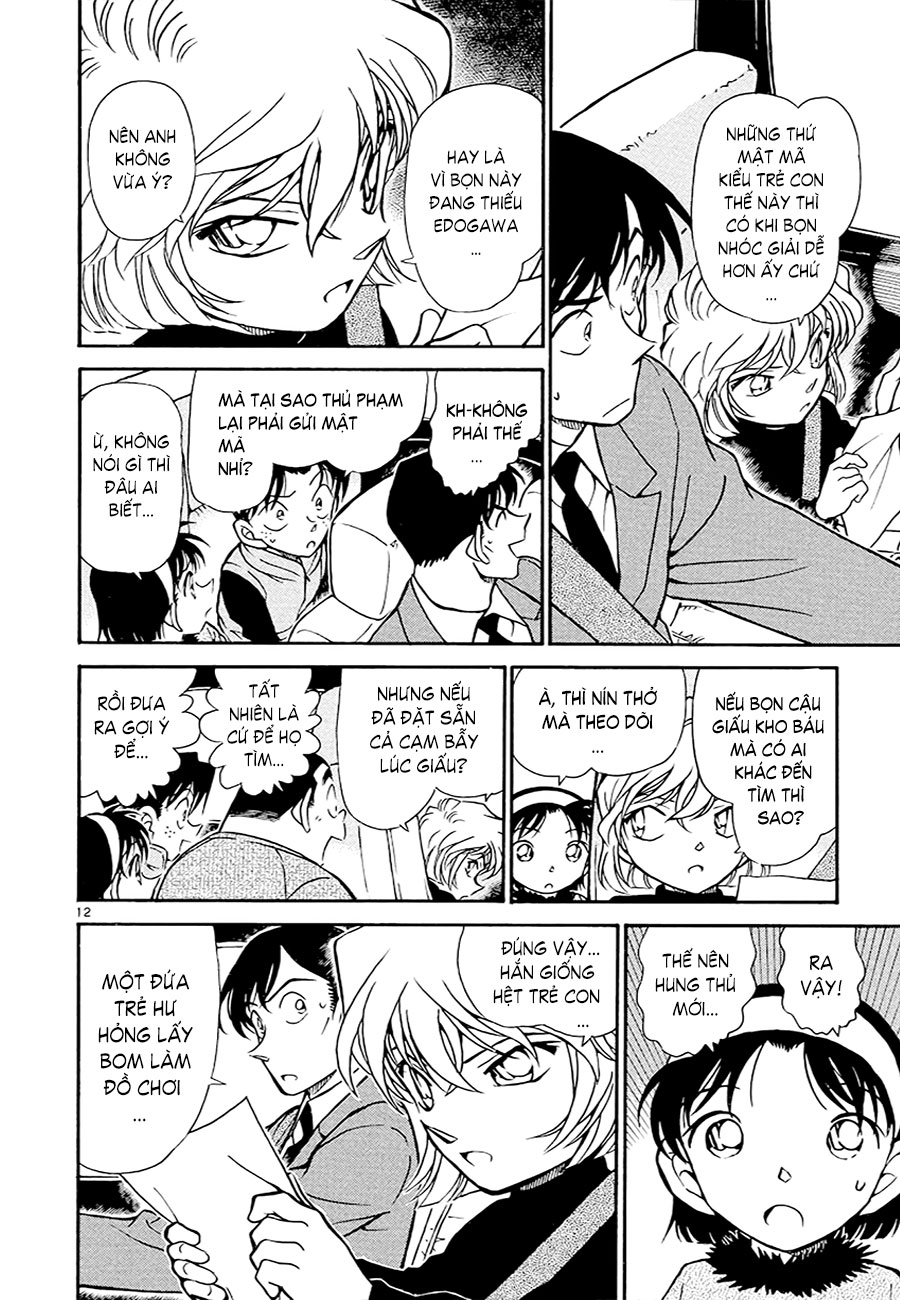 NHỮNG THỨ
MẬT MÃ
KIỂU TRẺ CON
THẾ NÀY THÌ
CÓ KHI BỌN
NHÓC GIẢI DỄ
HƠN ẤY CHỨ
...
HAY LÀ
VÌ BỌN NÀY
ĐANG THIẾU
EDOGAWA
...
NÊN ANH
KHÔNG
VỪA Ý?
KH-KHÔNG
PHẢI THẾ
...
MÀ TẠI SAO THỦ PHẠM
LẠI PHẢI GỬI MẬT
MÃ
NHỈ?
Ừ, KHÔNG
NÓI GÌ THÌ
ĐÂU AI
BIẾT...
NẾU BỌN CẬU
GIẤU KHO BÁU
MÀ CÓ AI
KHÁC ĐẾN
TÌM THÌ
SAO?
À, THÌ NÍN THỞ
MÀ THEO DÕI
...
NHƯNG NẾU
ĐÃ ĐẶT SẴN
CẢ CẠM BẪY
LÚC GIẤU?
TẤT
NHIÊN LÀ
CỨ ĐỂ HỌ
TÌM...
RỒI ĐƯA
RA GỢI Ý
ĐỂ...
12
RA
VẬY!
THẾ NÊN
HUNG THỦ
MỚI...
ĐÚNG VẬY...
HẮN GIỐNG
HỆT TRẺ CON
...
MỘT ĐỨA
TRẺ HƯ
HỎNG LẤY
BOM LÀM
ĐỒ CHƠI
...